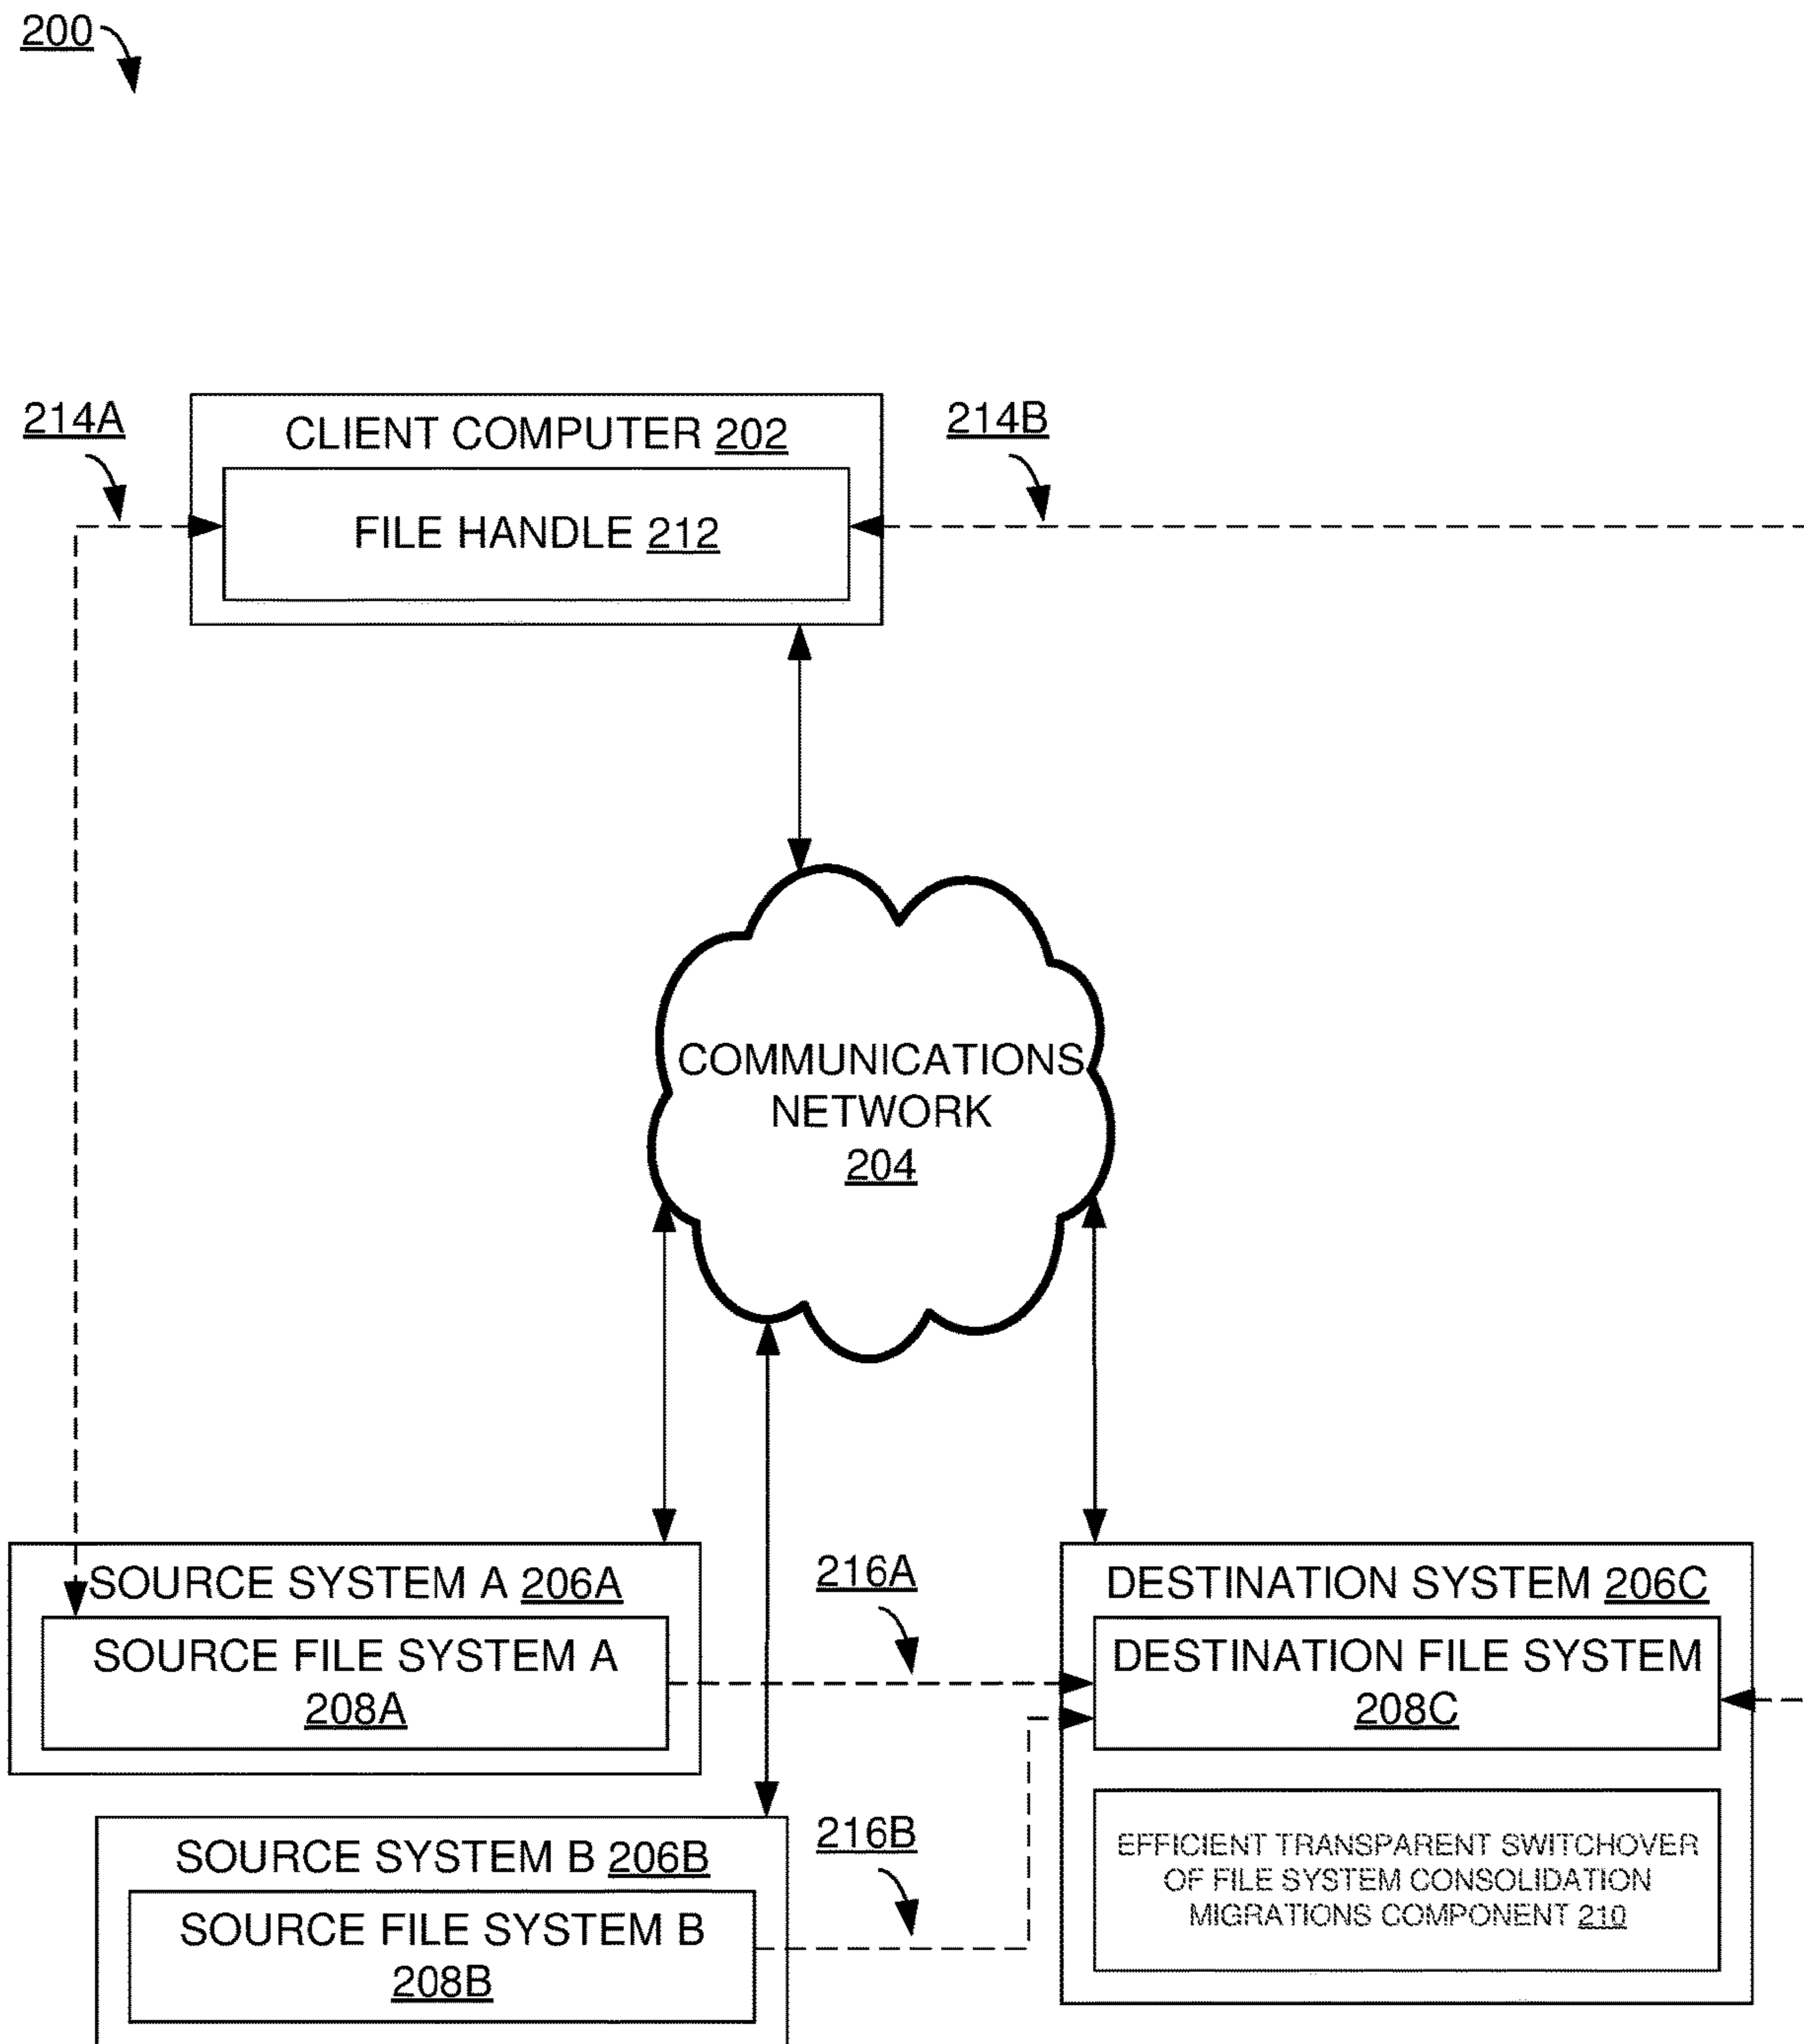 200
214A
CLIENT COMPUTER 202
214B
FILE HANDLE 212
COMMUNICATIONS
NETWORK
204
SOURCE SYSTEM A 206A
SOURCE FILE SYSTEM A
208A
216A
DESTINATION SYSTEM 206C
DESTINATION FILE SYSTEM
208C
SOURCE SYSTEM B 206B
SOURCE FILE SYSTEM B
208B
216B
EFFICIENT TRANSPARENT SWITCHOVER
OF FILE SYSTEM CONSOLIDATION
MIGRATIONS COMPONENT 210